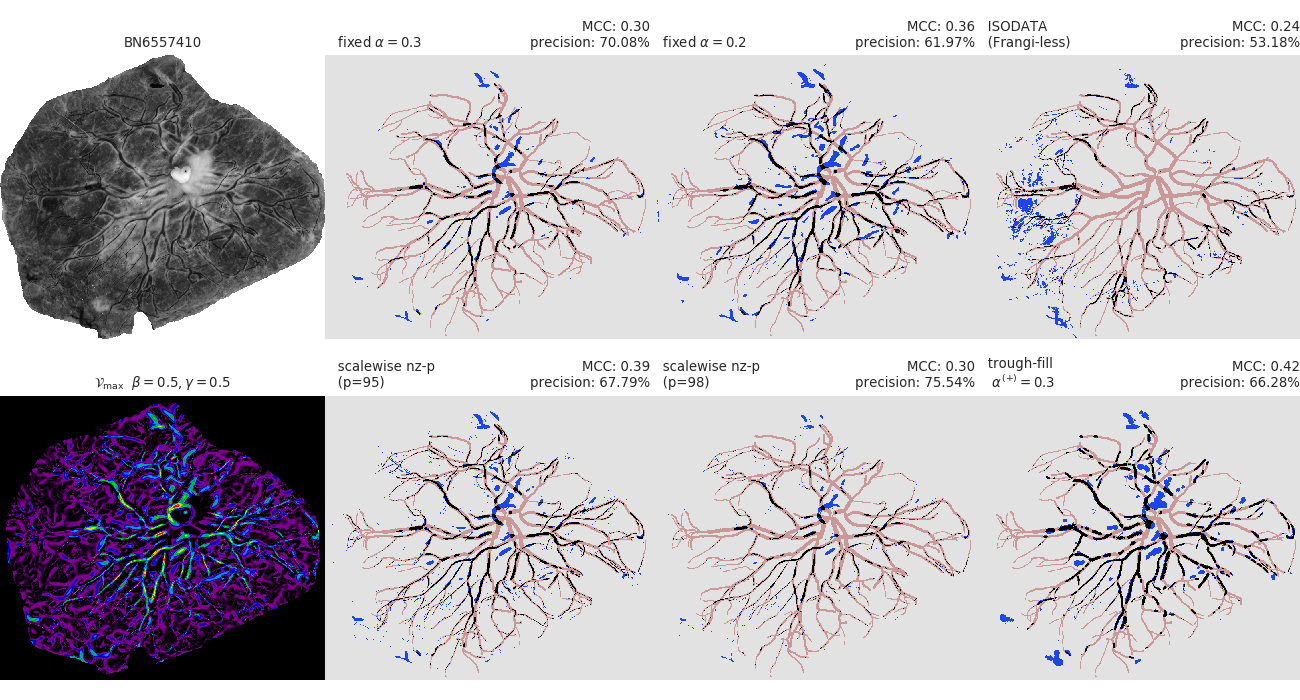 BN6557410
fixed α = 0.3
MCC: 0.30
precision: 70.08%
fixed α = 0.2
MCC: 0.36
precision: 61.97%
ISODATA
(Frangi-less)
MCC: 0.24
precision: 53.18%
𝒱max β = 0.5, γ = 0.5
scalewise nz-p
(p=95)
MCC: 0.39
precision: 67.79%
scalewise nz-p
(p=98)
MCC: 0.30
precision: 75.54%
trough-fill
α(+) = 0.3
MCC: 0.42
precision: 66.28%